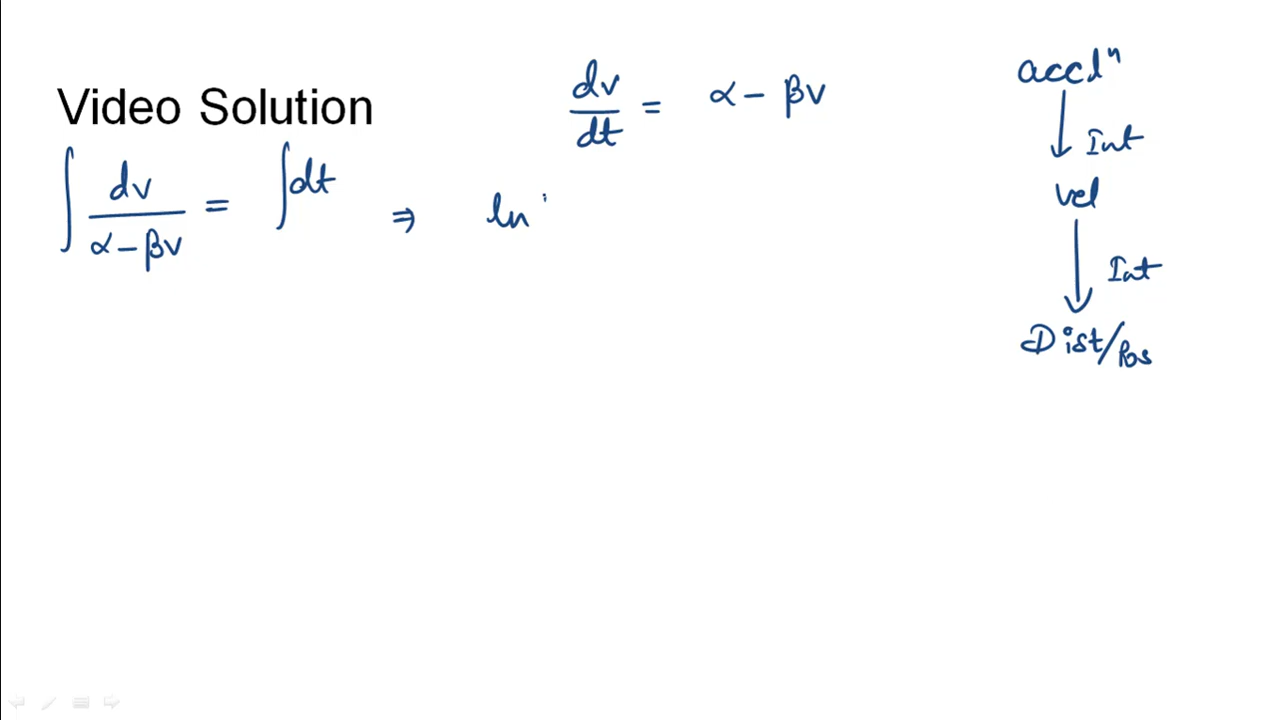 Video Solution
dv/dt = α - βv
∫ dv/(α - βv) = ∫dt ⇒ ln
accl^n
Int
vel
Int
Dist/Pos